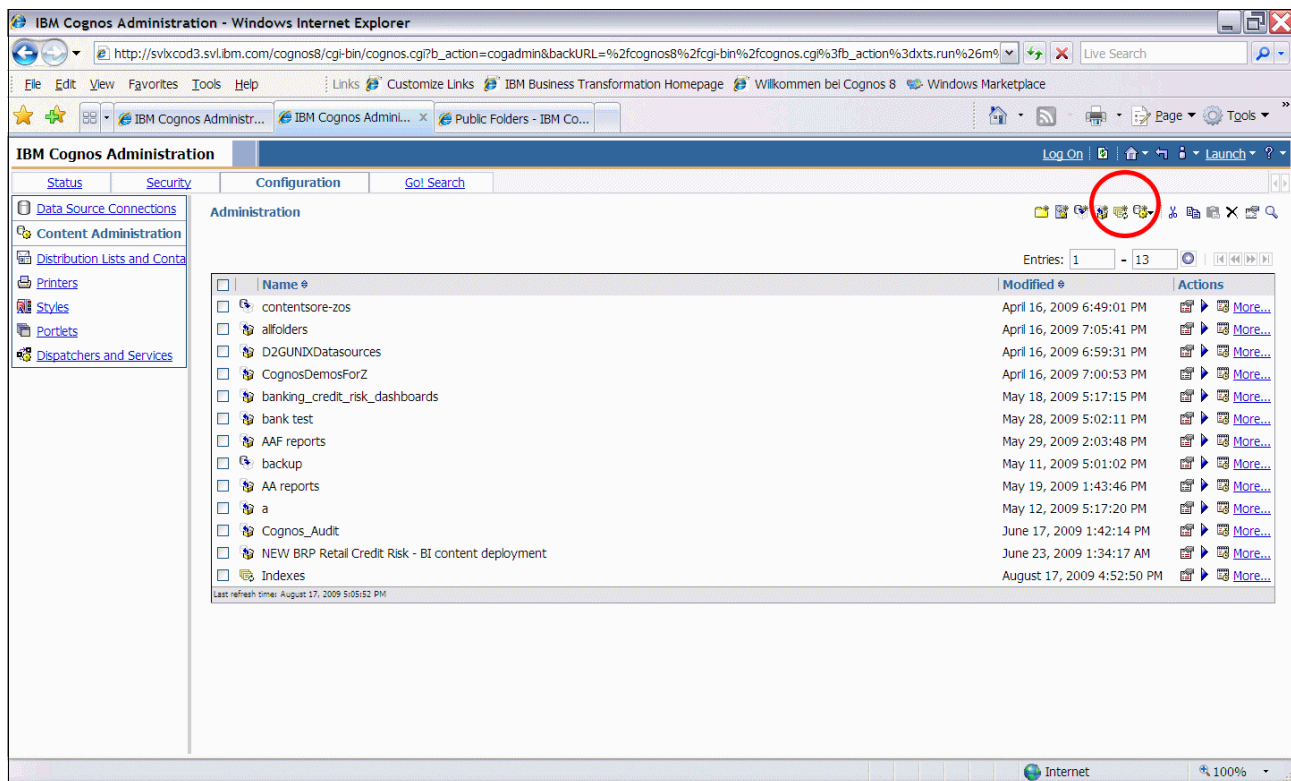 IBM Cognos Administration - Windows Internet Explorer
http://svlxcod3.svl.ibm.com/cognos8/cgi-bin/cognos.cgi?b_action=cogadmin&backURL=%2fcognos8%2fcgi-bin%2fcognos.cgi%3fb_action%3dxts.run%26m% Live Search
File Edit View Favorites Tools Help Links Customize Links IBM Business Transformation Homepage Willkommen bei Cognos 8 Windows Marketplace
IBM Cognos Administr... IBM Cognos Admini... x Public Folders - IBM Co... Page Tools »
IBM Cognos Administration Log On Launch ?
Status Security Configuration Go! Search
Data Source Connections
Content Administration
Distribution Lists and Conta
Printers
Styles
Portlets
Dispatchers and Services
Administration
Entries: 1 - 13
Name Modified Actions
contentsore-zos April 16, 2009 6:49:01 PM More...
allfolders April 16, 2009 7:05:41 PM More...
D2GUNIXDatasources April 16, 2009 6:59:31 PM More...
CognosDemosForZ April 16, 2009 7:00:53 PM More...
banking_credit_risk_dashboards May 18, 2009 5:17:15 PM More...
bank test May 28, 2009 5:02:11 PM More...
AAF reports May 29, 2009 2:03:48 PM More...
backup May 11, 2009 5:01:02 PM More...
AA reports May 19, 2009 1:43:46 PM More...
a May 12, 2009 5:17:20 PM More...
Cognos_Audit June 17, 2009 1:42:14 PM More...
NEW BRP Retail Credit Risk - BI content deployment June 23, 2009 1:34:17 AM More...
Indexes August 17, 2009 4:52:50 PM More...
Last refresh time: August 17, 2009 5:05:52 PM
Internet 100%